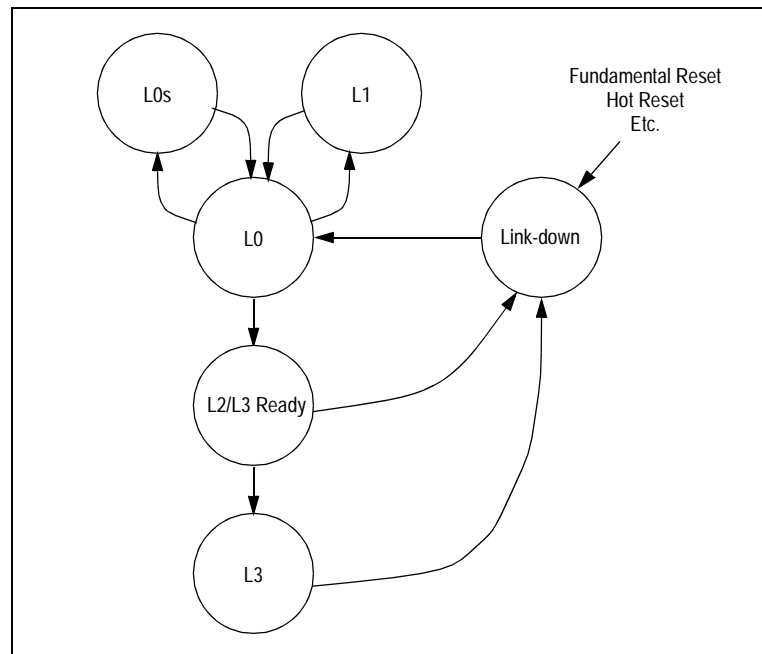 L0s
L1
Fundamental Reset
Hot Reset
Etc.
L0
Link-down
L2/L3 Ready
L3